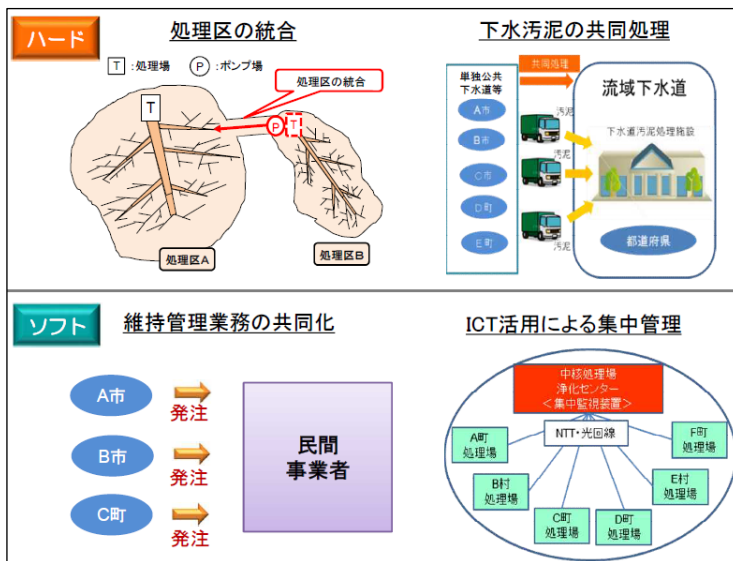 ハード
処理区の統合
T :処理場 P :ポンプ場
処理区の統合
T
P
T
処理区A
処理区B
下水汚泥の共同処理
共同処理
単独公共
下水道等
A市
B市
C市
D町
E町
汚泥
汚泥
汚泥
流域下水道
下水道汚泥処理施設
都道府県
ソフト
維持管理業務の共同化
A市
発注
B市
発注
C町
発注
民間
事業者
ICT活用による集中管理
中核処理場
浄化センター
<集中監視装置>
NTT・光回線
A町
処理場
B村
処理場
C町
処理場
D町
処理場
E村
処理場
F町
処理場